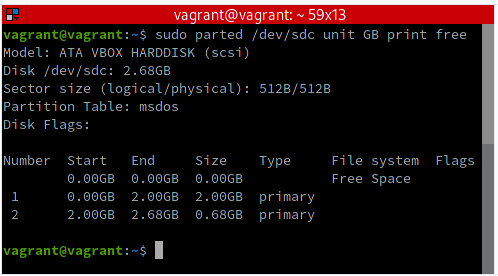 vagrant@vagrant: ~ 59x13
vagrant@vagrant:~$ sudo parted /dev/sdc unit GB print free
Model: ATA VBOX HARDDISK (scsi)
Disk /dev/sdc: 2.68GB
Sector size (logical/physical): 512B/512B
Partition Table: msdos
Disk Flags:
Number  Start   End     Size    Type     File system  Flags
        0.00GB  0.00GB  0.00GB           Free Space
 1      0.00GB  2.00GB  2.00GB  primary
 2      2.00GB  2.68GB  0.68GB  primary
vagrant@vagrant:~$